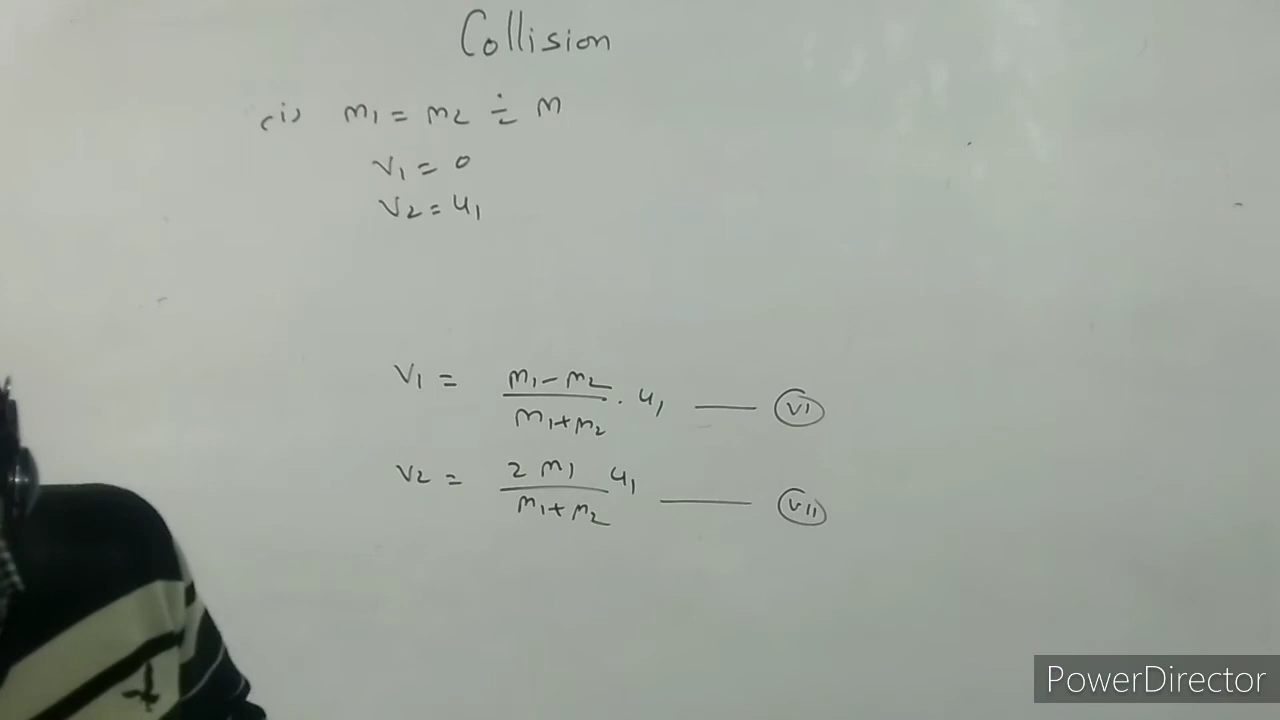 Collision
(i) m₁ = m₂ ≑ m
v₁ = 0
v₂ = u₁
v₁ = (m₁ - m₂)/(m₁ + m₂) . u₁ —— (VI)
v₂ = (2 m₁)/(m₁ + m₂) u₁ —— (VII)
PowerDirector